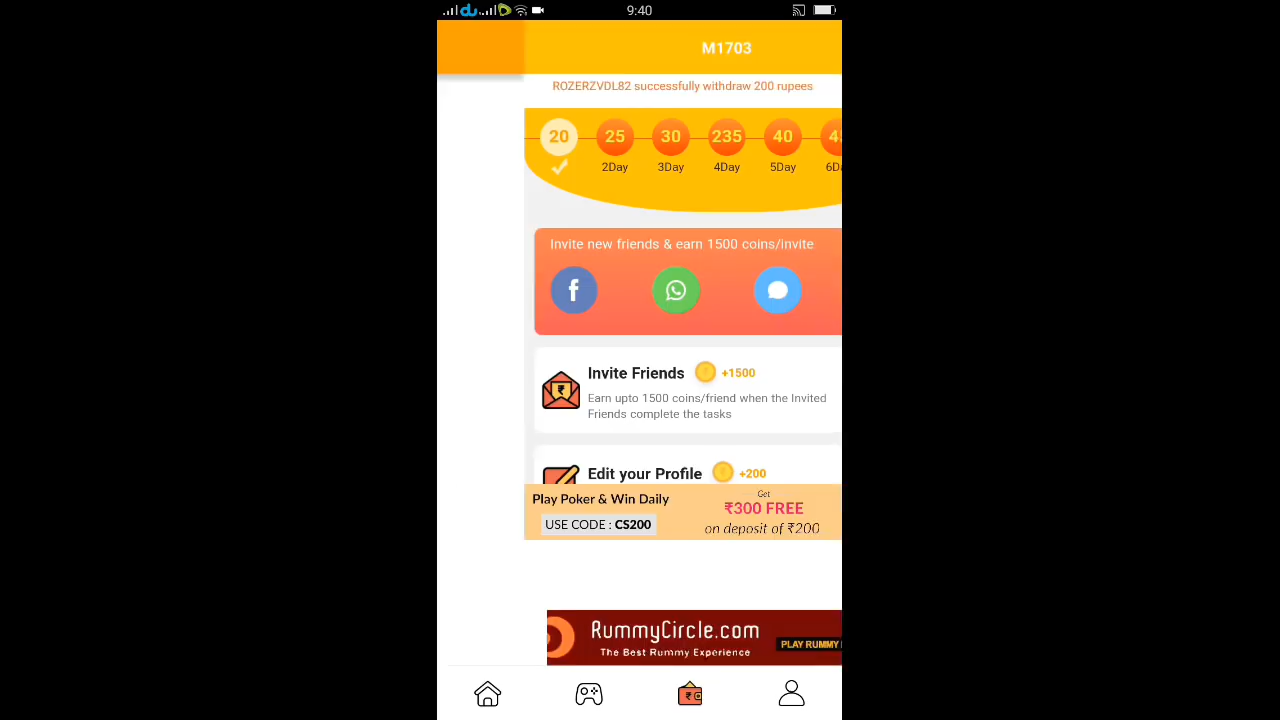 9:40
M1703
ROZERZVDL82 successfully withdraw 200 rupees
20 25 30 235 40
2Day 3Day 4Day 5Day
Invite new friends & earn 1500 coins/invite
Invite Friends +1500
Earn upto 1500 coins/friend when the Invited
Friends complete the tasks
Edit your Profile +200
Play Poker & Win Daily
USE CODE : CS200
Get
₹300 FREE
on deposit of ₹200
RummyCircle.com
The Best Rummy Experience
PLAY RUMMY